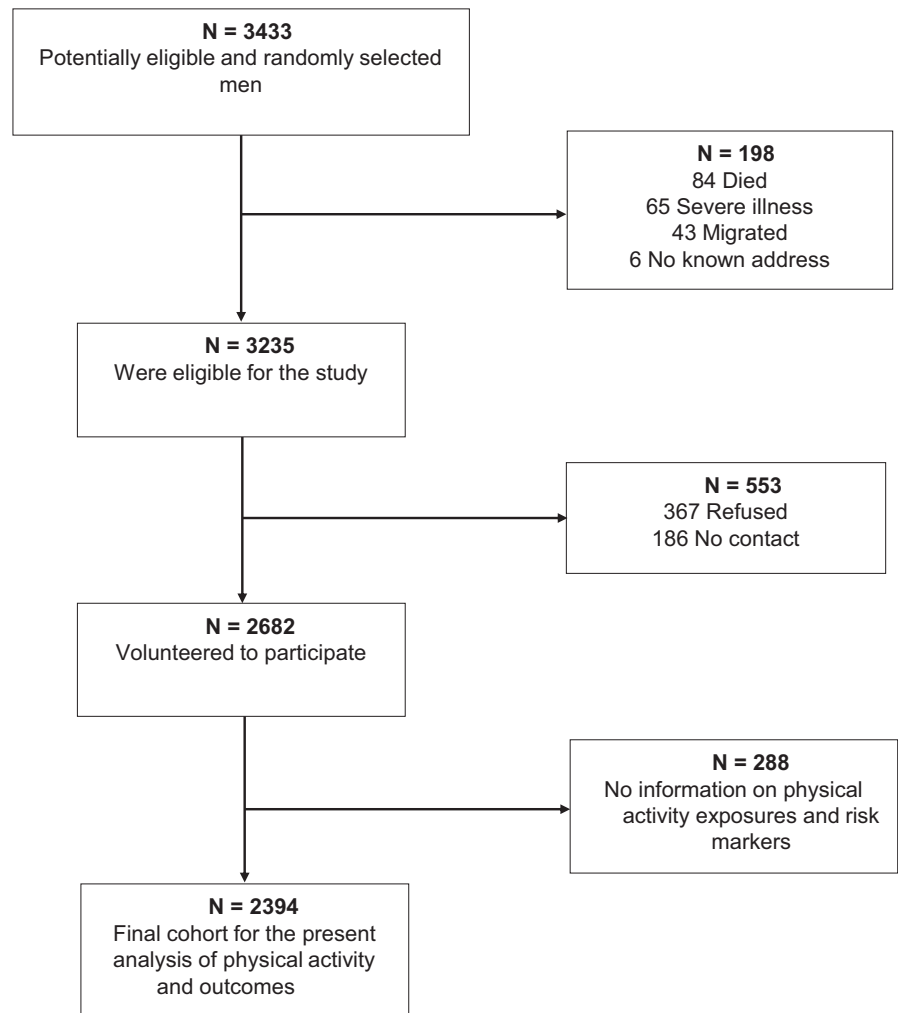 N = 3433
Potentially eligible and randomly selected
men
N = 198
84 Died
65 Severe illness
43 Migrated
6 No known address
N = 3235
Were eligible for the study
N = 553
367 Refused
186 No contact
N = 2682
Volunteered to participate
N = 288
No information on physical
activity exposures and risk
markers
N = 2394
Final cohort for the present
analysis of physical activity
and outcomes